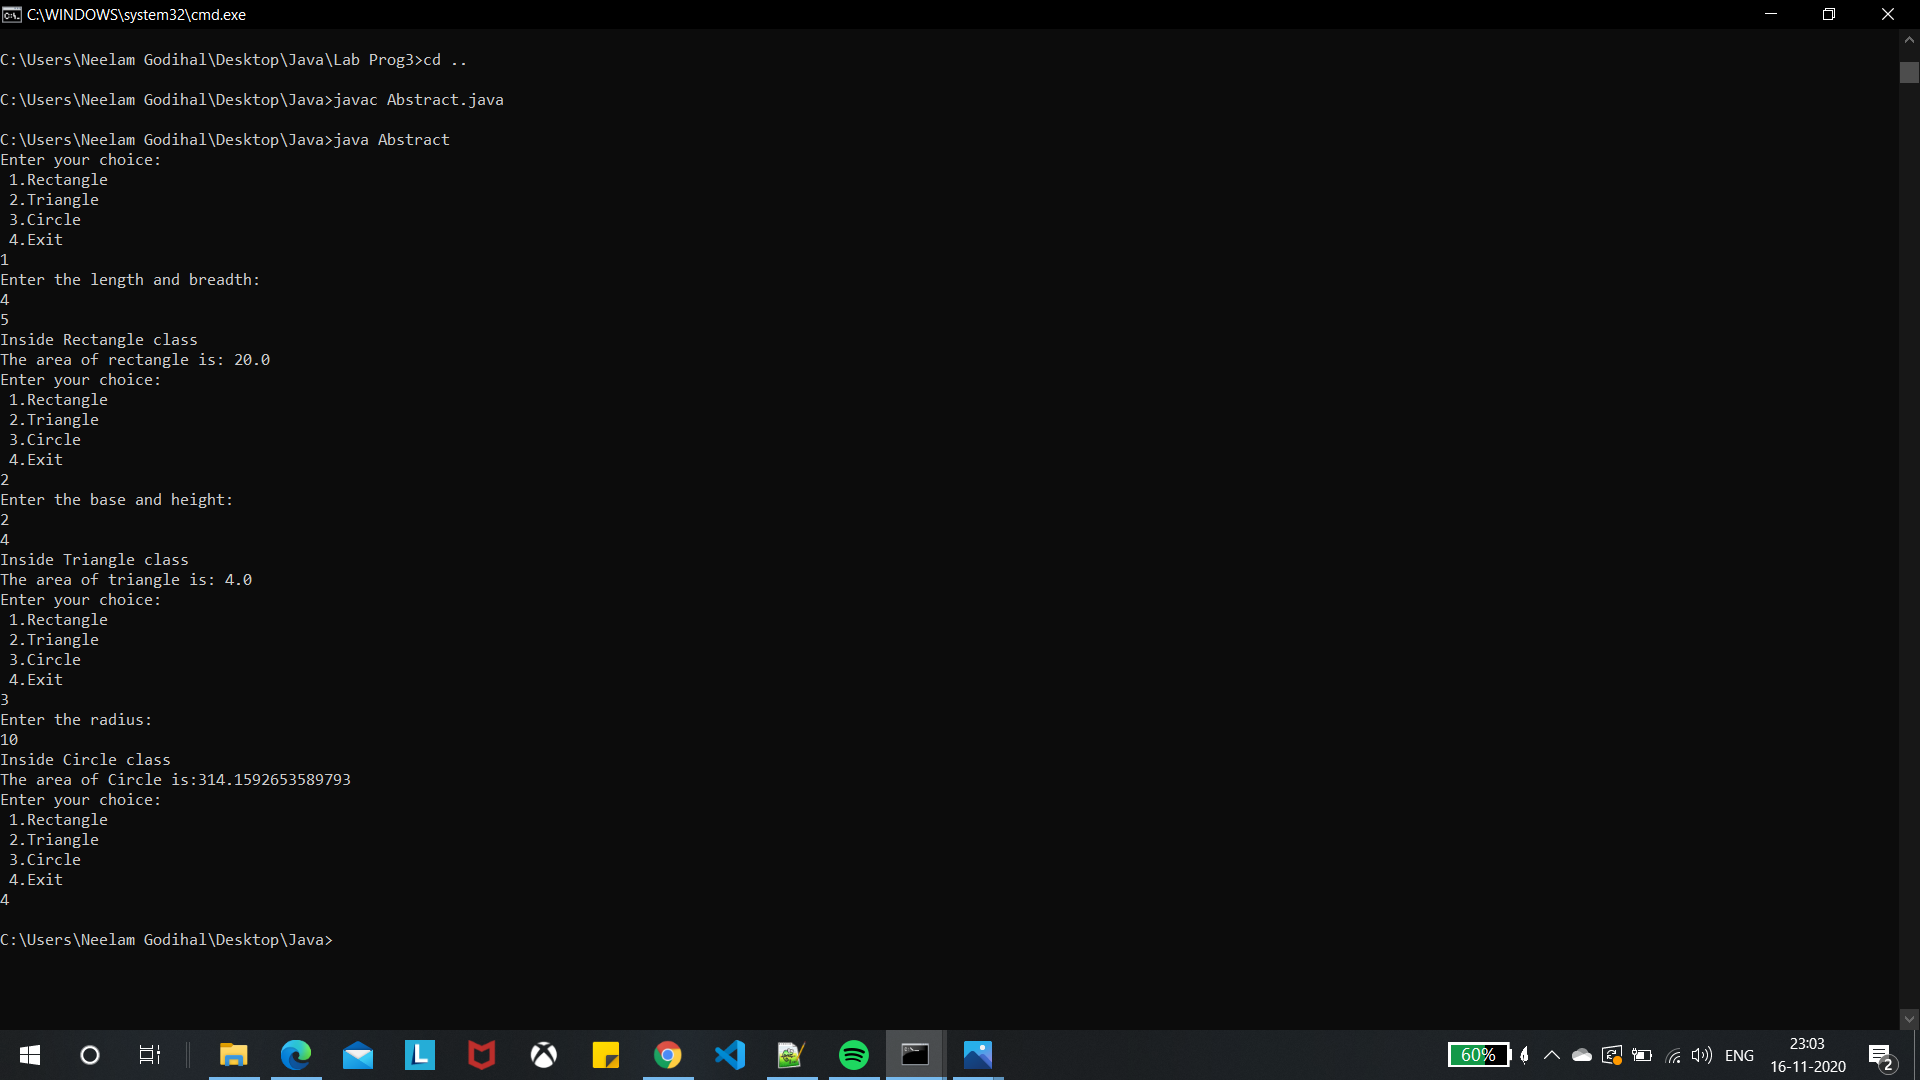 C:\WINDOWS\system32\cmd.exe
C:\Users\Neelam Godihal\Desktop\Java\Lab Prog3>cd ..
C:\Users\Neelam Godihal\Desktop\Java>javac Abstract.java
C:\Users\Neelam Godihal\Desktop\Java>java Abstract
Enter your choice:
 1.Rectangle
 2.Triangle
 3.Circle
 4.Exit
1
Enter the length and breadth:
4
5
Inside Rectangle class
The area of rectangle is: 20.0
Enter your choice:
 1.Rectangle
 2.Triangle
 3.Circle
 4.Exit
2
Enter the base and height:
2
4
Inside Triangle class
The area of triangle is: 4.0
Enter your choice:
 1.Rectangle
 2.Triangle
 3.Circle
 4.Exit
3
Enter the radius:
10
Inside Circle class
The area of Circle is:314.1592653589793
Enter your choice:
 1.Rectangle
 2.Triangle
 3.Circle
 4.Exit
4
C:\Users\Neelam Godihal\Desktop\Java>
L
60%
ENG
23:03
16-11-2020
2